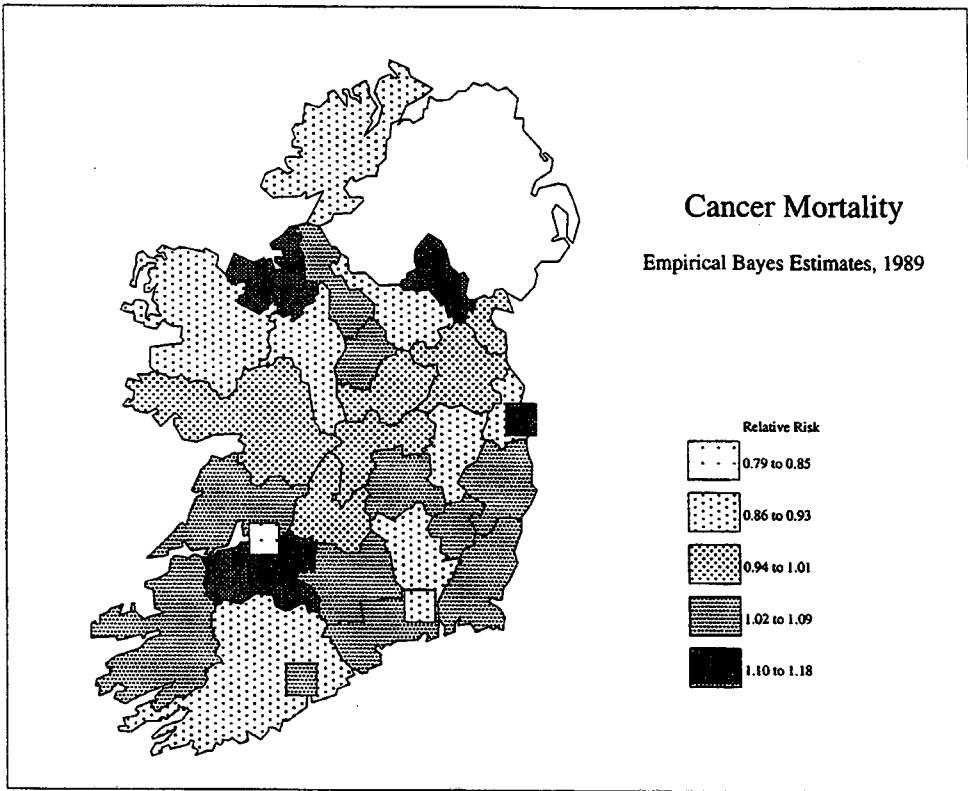 Cancer Mortality
Empirical Bayes Estimates, 1989
Relative Risk
0.79 to 0.85
0.86 to 0.93
0.94 to 1.01
1.02 to 1.09
1.10 to 1.18